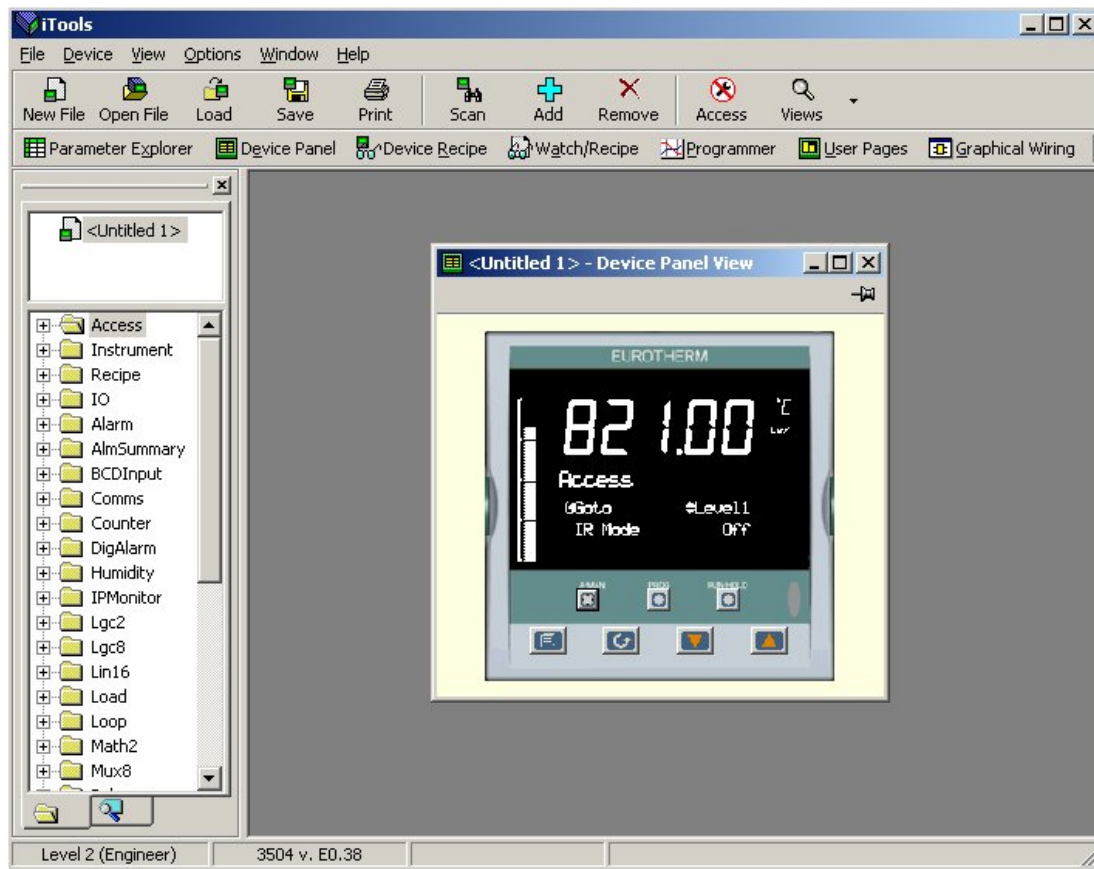 iTools
File Device View Options Window Help
New File Open File Load Save Print Scan Add Remove Access Views
Parameter Explorer Device Panel Device Recipe Watch/Recipe Programmer User Pages Graphical Wiring
<Untitled 1>
Access
Instrument
Recipe
IO
Alarm
AlmSummary
BCDInput
Comms
Counter
DigAlarm
Humidity
IPMonitor
Lgc2
Lgc8
Lin16
Load
Loop
Math2
Mux8
<Untitled 1> - Device Panel View
EUROTHERM
821.00 °C
Access
Goto Level1
IR Mode Off
PROG RUN/HOLD
Level 2 (Engineer) 3504 v. E0.38